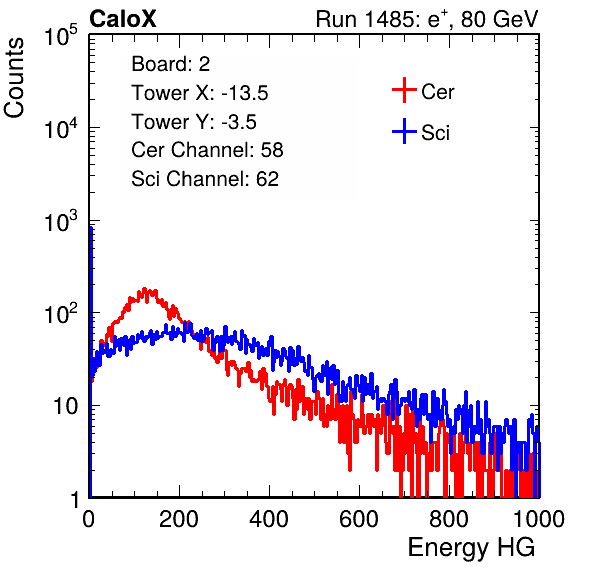 CaloX Run 1485: e⁺, 80 GeV
Counts
10⁵
10⁴
10³
10²
10
1
Board: 2
Tower X: -13.5
Tower Y: -3.5
Cer Channel: 58
Sci Channel: 62
Cer
Sci
0 200 400 600 800 1000
Energy HG